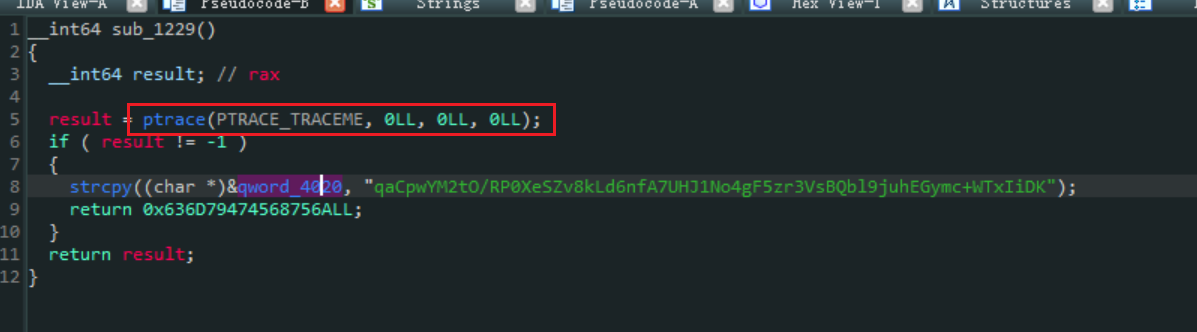 IDA View-A Pseudocode-B Strings Pseudocode-A Hex View-1 Structures
1 __int64 sub_1229()
2 {
3 __int64 result; // rax
4
5 result = ptrace(PTRACE_TRACEME, 0LL, 0LL, 0LL);
6 if ( result != -1 )
7 {
8 strcpy((char *)&qword_4020, "qaCpwYM2tO/RP0XeSZv8kLd6nfA7UHJ1No4gF5zr3VsBQbl9juhEGymc+WTxIiDK");
9 return 0x636D79474568756ALL;
10 }
11 return result;
12 }